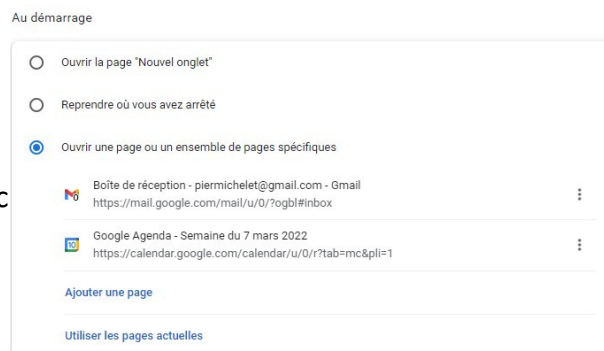 Au démarrage
Ouvrir la page "Nouvel onglet"
Reprendre où vous avez arrêté
Ouvrir une page ou un ensemble de pages spécifiques
c
0
Boîte de réception - piermichelet@gmail.com - Gmail
https://mail.google.com/mail/u/0/?ogbl#inbox
10
Google Agenda - Semaine du 7 mars 2022
https://calendar.google.com/calendar/u/0/r?tab=mc&pli=1
Ajouter une page
Utiliser les pages actuelles